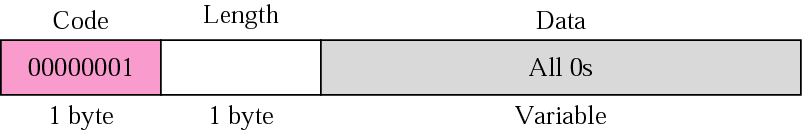 Code Length Data
00000001 All 0s
1 byte 1 byte Variable